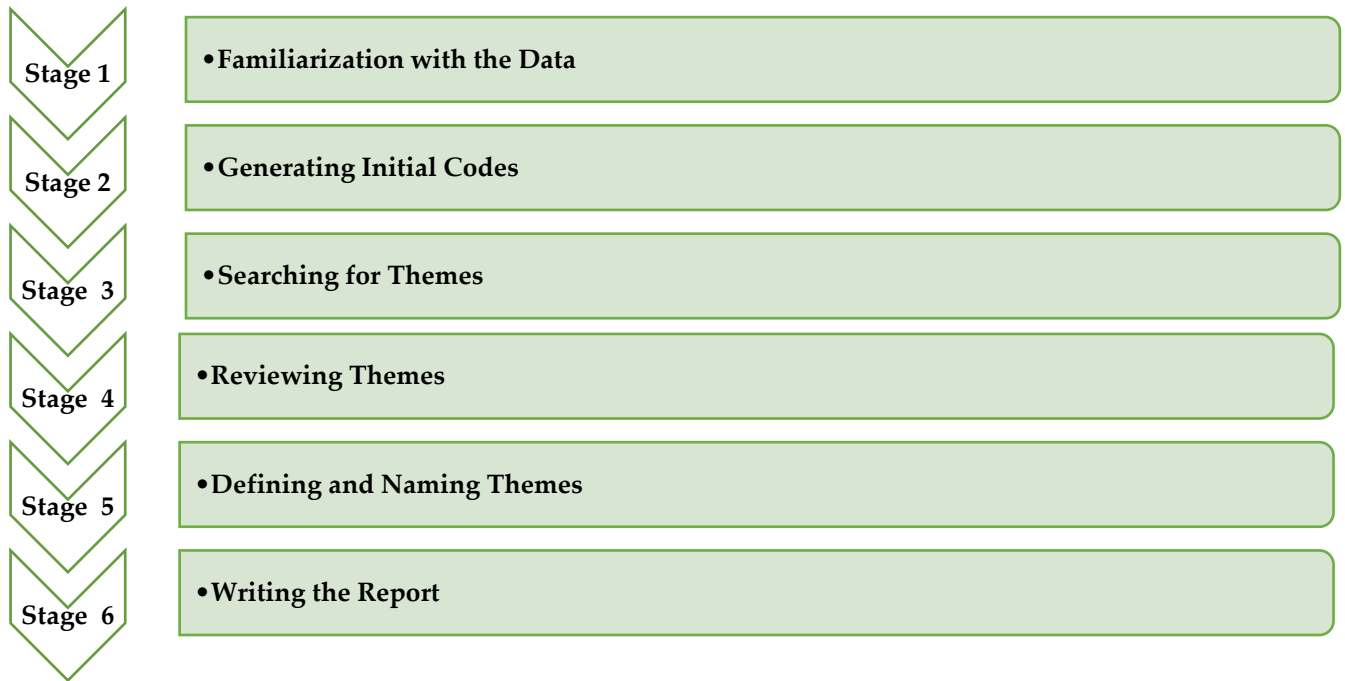 Stage 1
•Familiarization with the Data
Stage 2
•Generating Initial Codes
Stage 3
•Searching for Themes
Stage 4
•Reviewing Themes
Stage 5
•Defining and Naming Themes
Stage 6
•Writing the Report